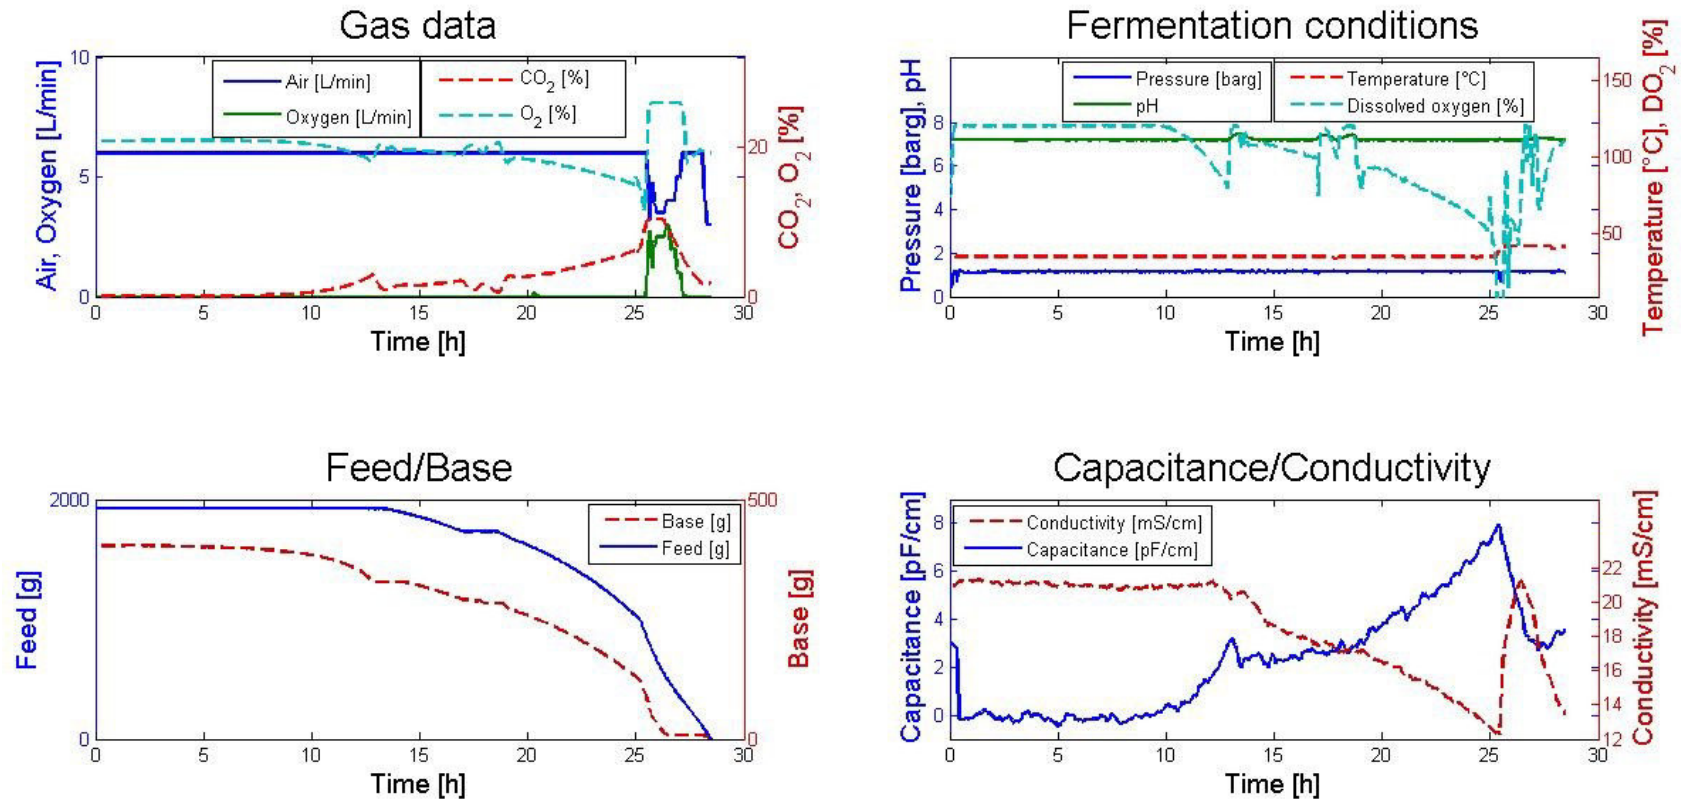 Gas data
Air, Oxygen [L/min]
10
5
0
Air [L/min]
Oxygen [L/min]
CO2 [%]
O2 [%]
20
0
CO2, O2 [%]
0 5 10 15 20 25 30
Time [h]
Fermentation conditions
Pressure [barg], pH
8
6
4
2
0
Pressure [barg]
pH
Temperature [°C]
Dissolved oxygen [%]
150
100
50
Temperature [°C], DO2 [%]
0 5 10 15 20 25 30
Time [h]
Feed/Base
Feed [g]
2000
0
Base [g]
Feed [g]
500
0
Base [g]
0 5 10 15 20 25 30
Time [h]
Capacitance/Conductivity
Capacitance [pF/cm]
8
6
4
2
0
Conductivity [mS/cm]
Capacitance [pF/cm]
22
20
18
16
14
12
Conductivity [mS/cm]
0 5 10 15 20 25 30
Time [h]